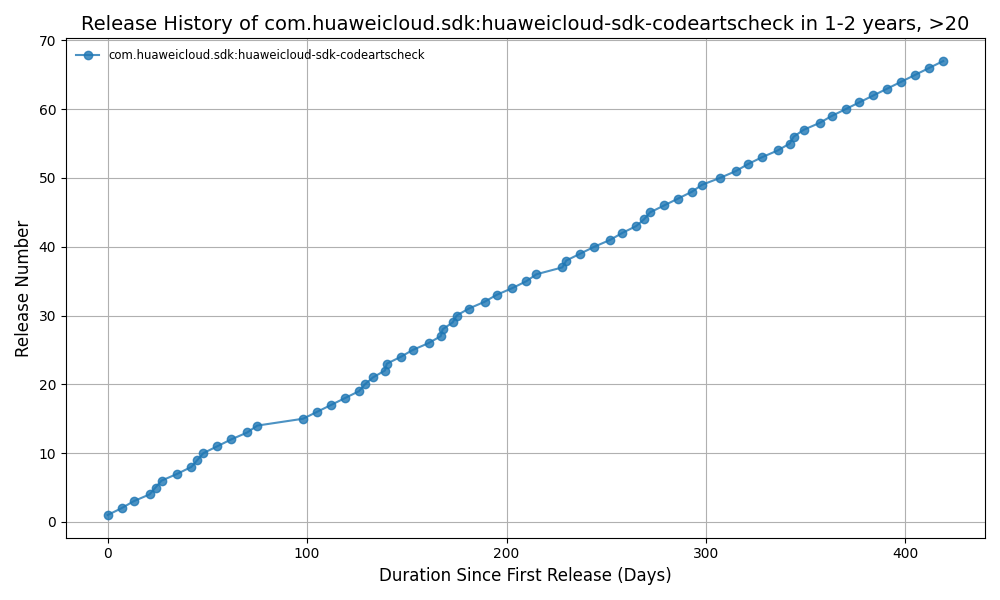 Release History of com.huaweicloud.sdk:huaweicloud-sdk-codeartscheck in 1-2 years, >20
com.huaweicloud.sdk:huaweicloud-sdk-codeartscheck
Release Number
70
60
50
40
30
20
10
0
0 100 200 300 400
Duration Since First Release (Days)